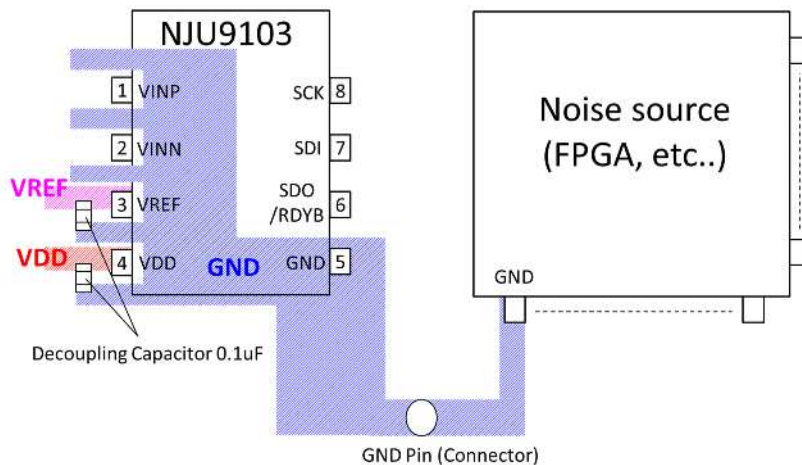 NJU9103
1 VINP
2 VINN
VREF
3 VREF
VDD
4 VDD
GND
SCK 8
SDI 7
SDO
/RDYB 6
GND 5
Decoupling Capacitor 0.1uF
Noise source
(FPGA, etc..)
GND
GND Pin (Connector)